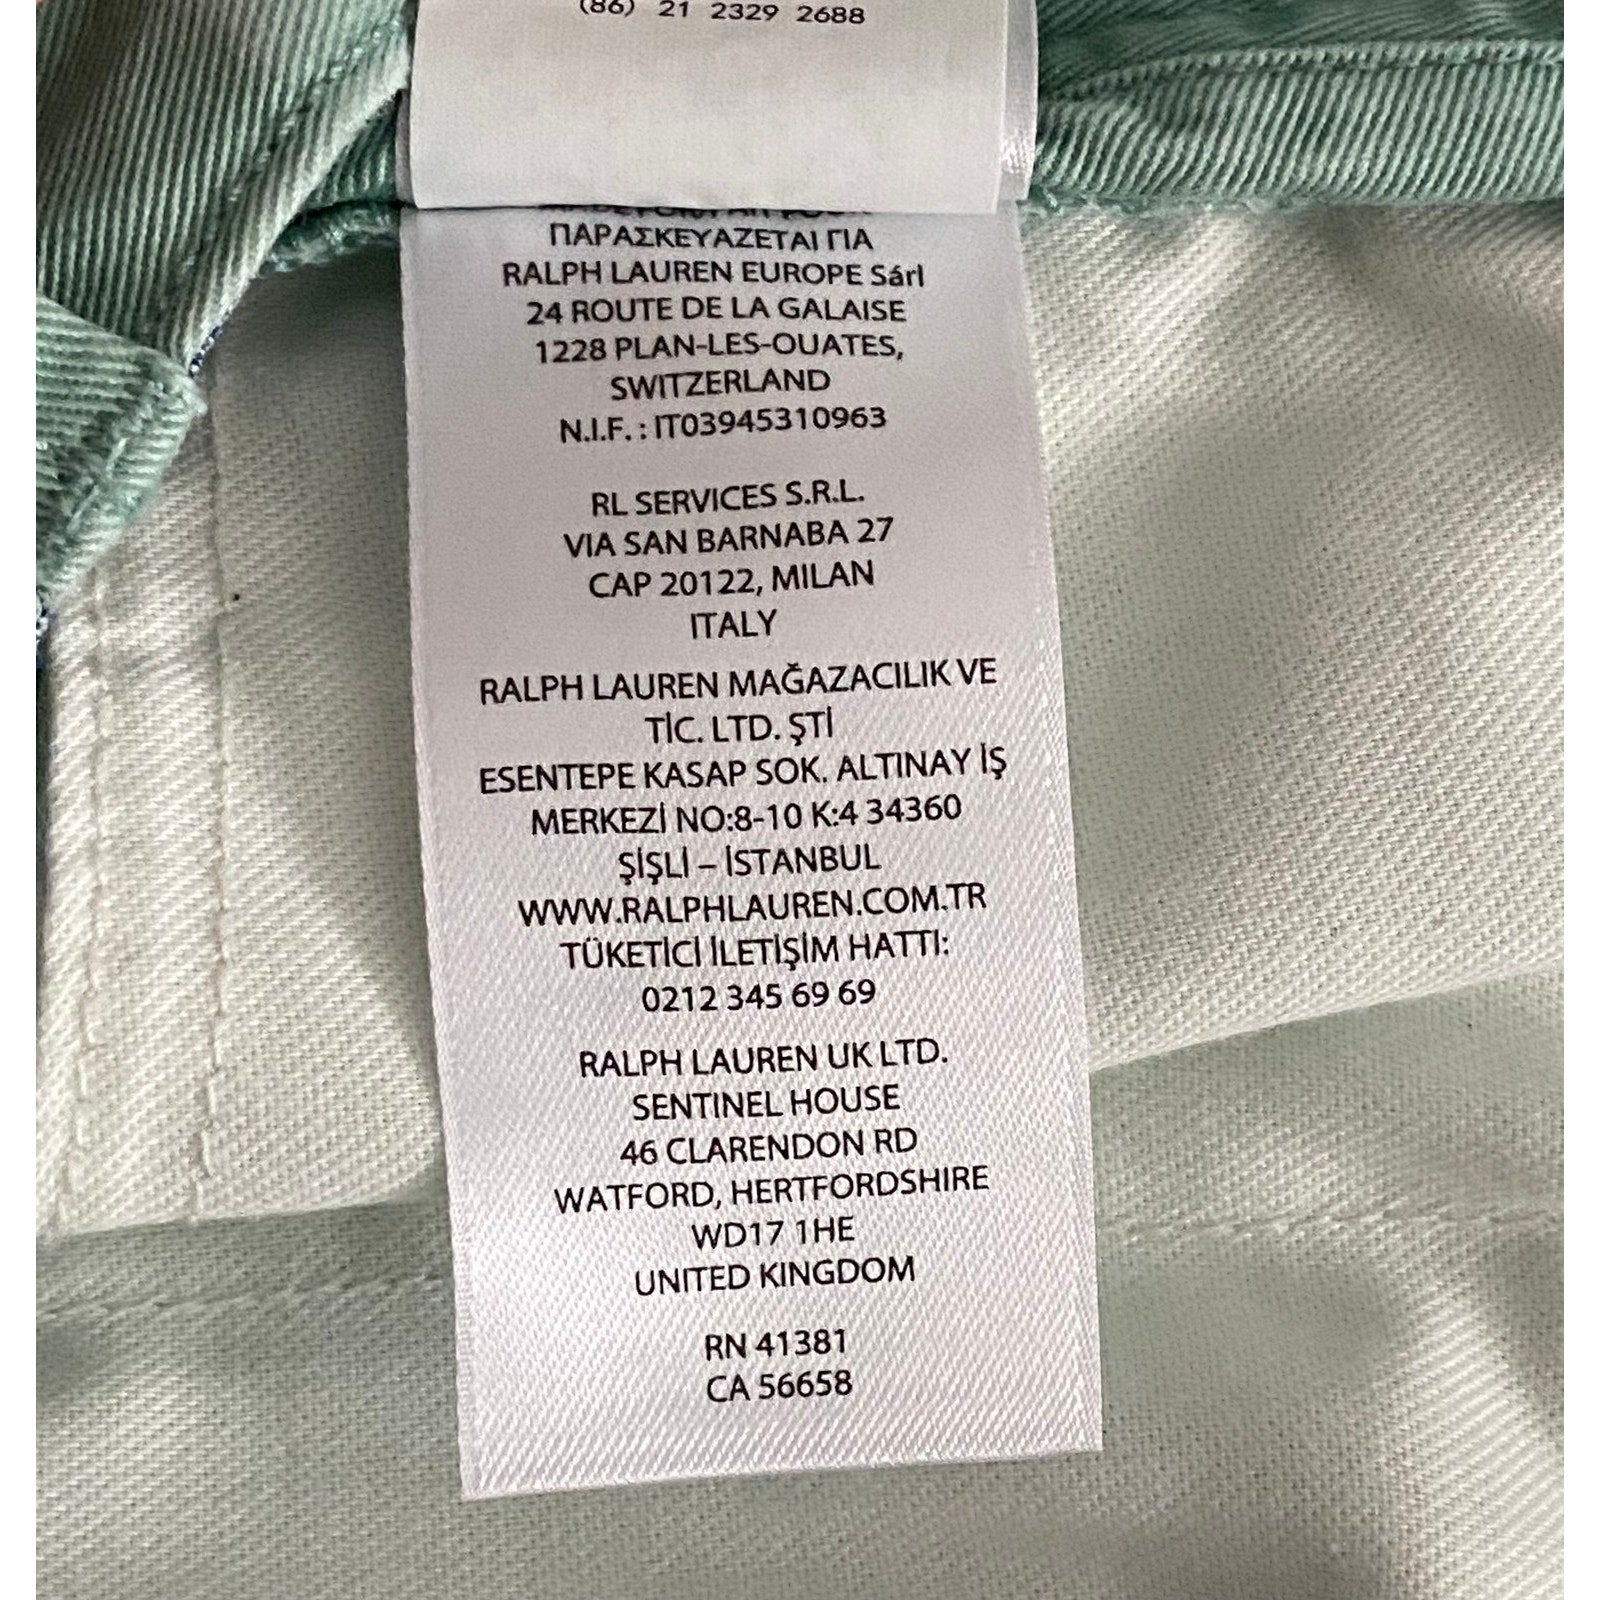 (86) 21 2329 2688
ΠΑΡΑΣΚΕΥΑΖΕΤΑΙ ΓΙΑ
RALPH LAUREN EUROPE Sárl
24 ROUTE DE LA GALAISE
1228 PLAN-LES-OUATES,
SWITZERLAND
N.I.F. : IT03945310963
RL SERVICES S.R.L.
VIA SAN BARNABA 27
CAP 20122, MILAN
ITALY
RALPH LAUREN MAĞAZACILIK VE
TİC. LTD. ŞTİ
ESENTEPE KASAP SOK. ALTINAY İŞ
MERKEZİ NO:8-10 K:4 34360
ŞİŞLİ – İSTANBUL
WWW.RALPHLAUREN.COM.TR
TÜKETİCİ İLETİŞİM HATTI:
0212 345 69 69
RALPH LAUREN UK LTD.
SENTINEL HOUSE
46 CLARENDON RD
WATFORD, HERTFORDSHIRE
WD17 1HE
UNITED KINGDOM
RN 41381
CA 56658